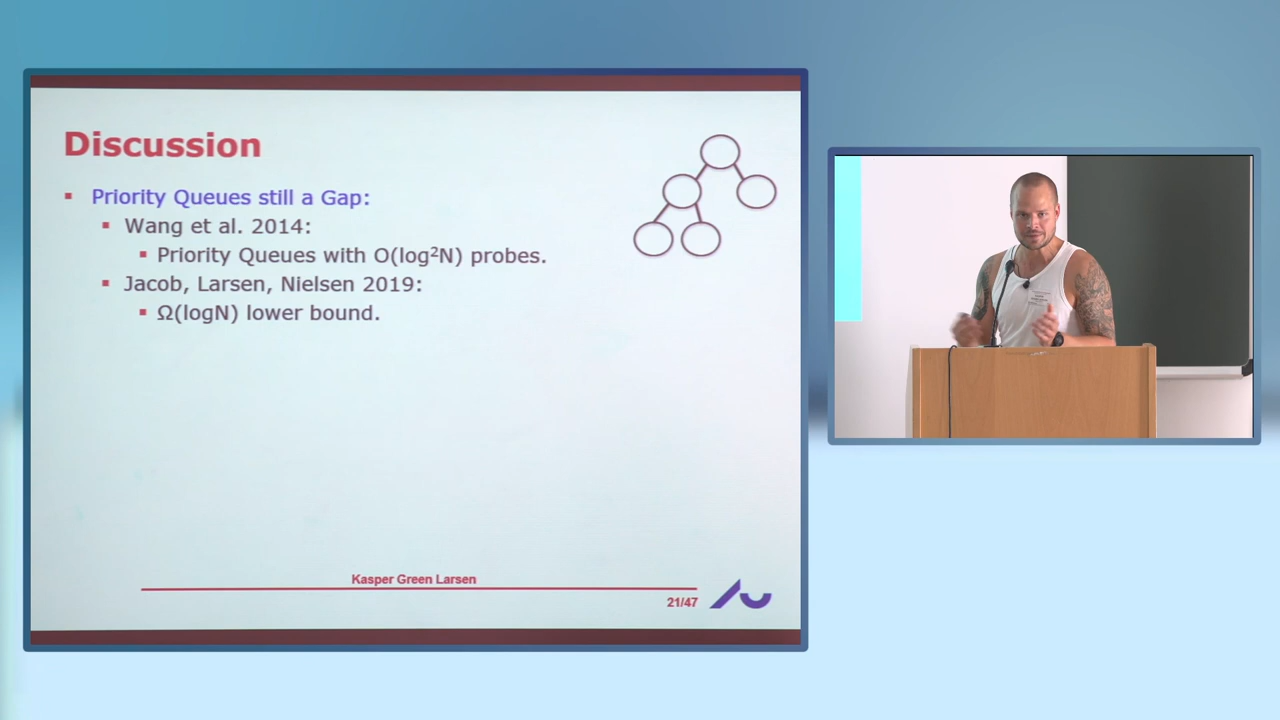 Discussion
Priority Queues still a Gap:
Wang et al. 2014:
Priority Queues with O(log²N) probes.
Jacob, Larsen, Nielsen 2019:
Ω(logN) lower bound.
Kasper Green Larsen
21/47